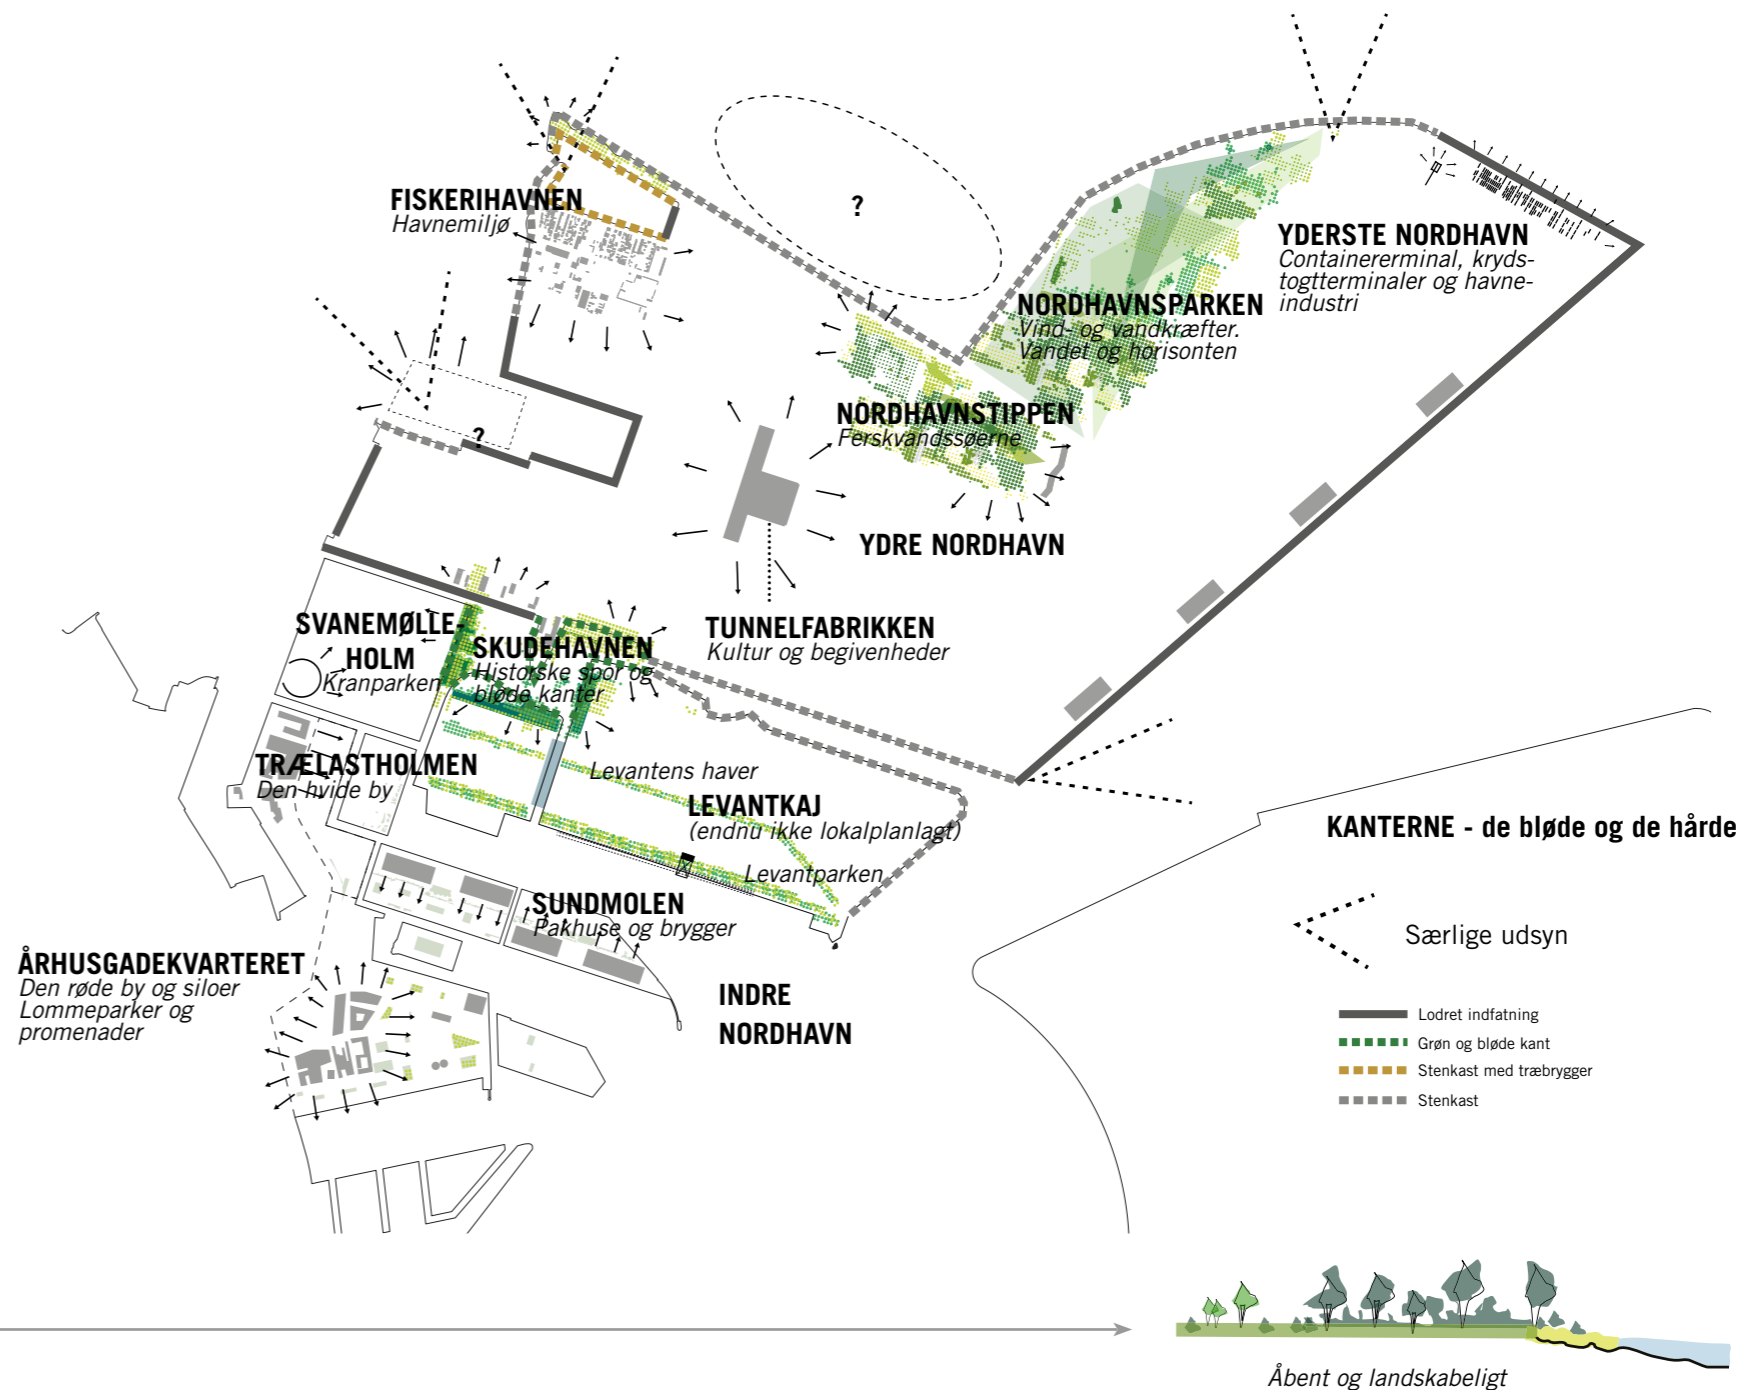 FISKERIHAVNEN
Havnemiljø
?
YDERSTE NORDHAVN
Containererminal, kryds-
togtterminaler og havne-
industri
NORDHAVNSPARKEN
Vind- og vandkræfter.
Vandet og horisonten
NORDHAVNSTIPPEN
Ferskvandssøerne
?
YDRE NORDHAVN
TUNNELFABRIKKEN
Kultur og begivenheder
SVANEMØLLE-
HOLM
Kranparken
SKUDEHAVNEN
Historske spor og
bløde kanter
TRÆLASTHOLMEN
Den hvide by
Levantens haver
LEVANTKAJ
(endnu ikke lokalplanlagt)
Levantparken
SUNDMOLEN
Pakhuse og brygger
ÅRHUSGADEKVARTERET
Den røde by og siloer
Lommeparker og
promenader
INDRE
NORDHAVN
KANTERNE - de bløde og de hårde
Særlige udsyn
Lodret indfatning
Grøn og bløde kant
Stenkast med træbrygger
Stenkast
Åbent og landskabeligt